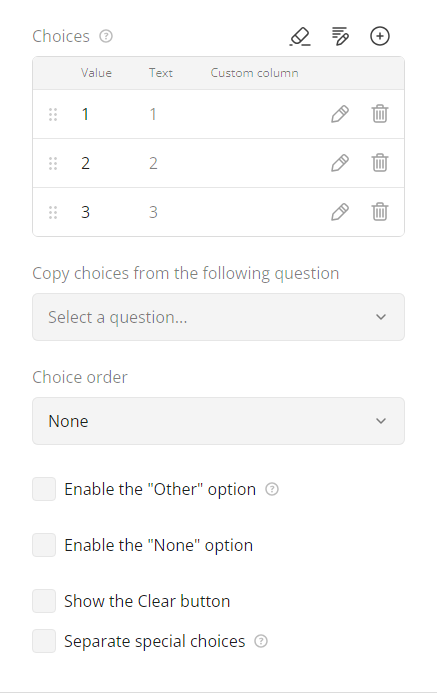 Choices ?
Value Text Custom column
1 1
2 2
3 3
Copy choices from the following question
Select a question...
Choice order
None
Enable the "Other" option ?
Enable the "None" option
Show the Clear button
Separate special choices ?